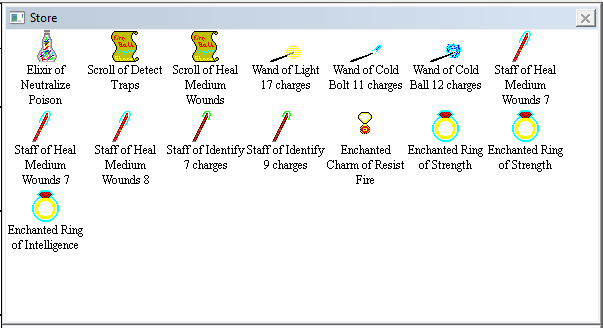 Store
Elixir of
Neutralize
Poison
Scroll of Detect
Traps
Scroll of Heal
Medium
Wounds
Wand of Light
17 charges
Wand of Cold
Bolt 11 charges
Wand of Cold
Ball 12 charges
Staff of Heal
Medium
Wounds 7
Staff of Heal
Medium
Wounds 7
Staff of Heal
Medium
Wounds 8
Staff of Identify
7 charges
Staff of Identify
9 charges
Enchanted
Charm of Resist
Fire
Enchanted Ring
of Strength
Enchanted Ring
of Strength
Enchanted Ring
of Intelligence